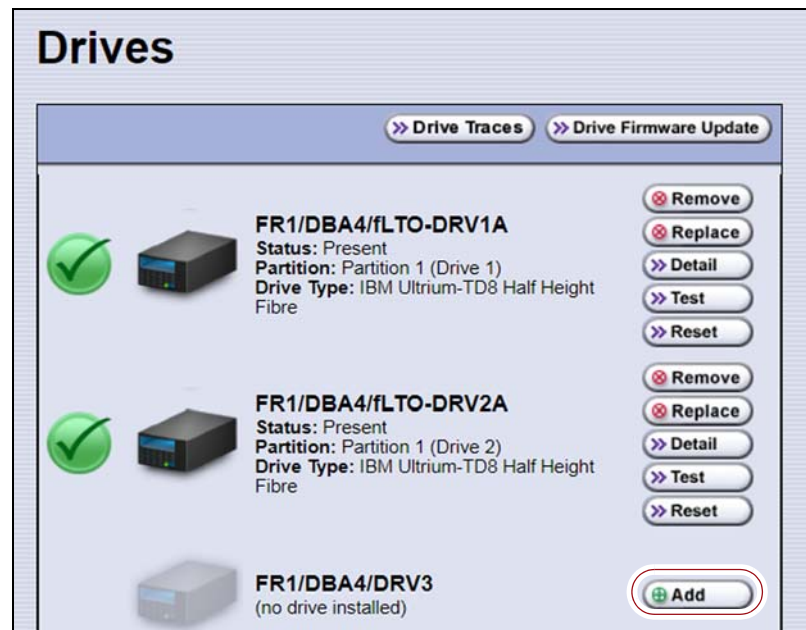 Drives
Drive Traces
Drive Firmware Update
FR1/DBA4/fLTO-DRV1A
Status: Present
Partition: Partition 1 (Drive 1)
Drive Type: IBM Ultrium-TD8 Half Height
Fibre
Remove
Replace
Detail
Test
Reset
FR1/DBA4/fLTO-DRV2A
Status: Present
Partition: Partition 1 (Drive 2)
Drive Type: IBM Ultrium-TD8 Half Height
Fibre
Remove
Replace
Detail
Test
Reset
FR1/DBA4/DRV3
(no drive installed)
Add